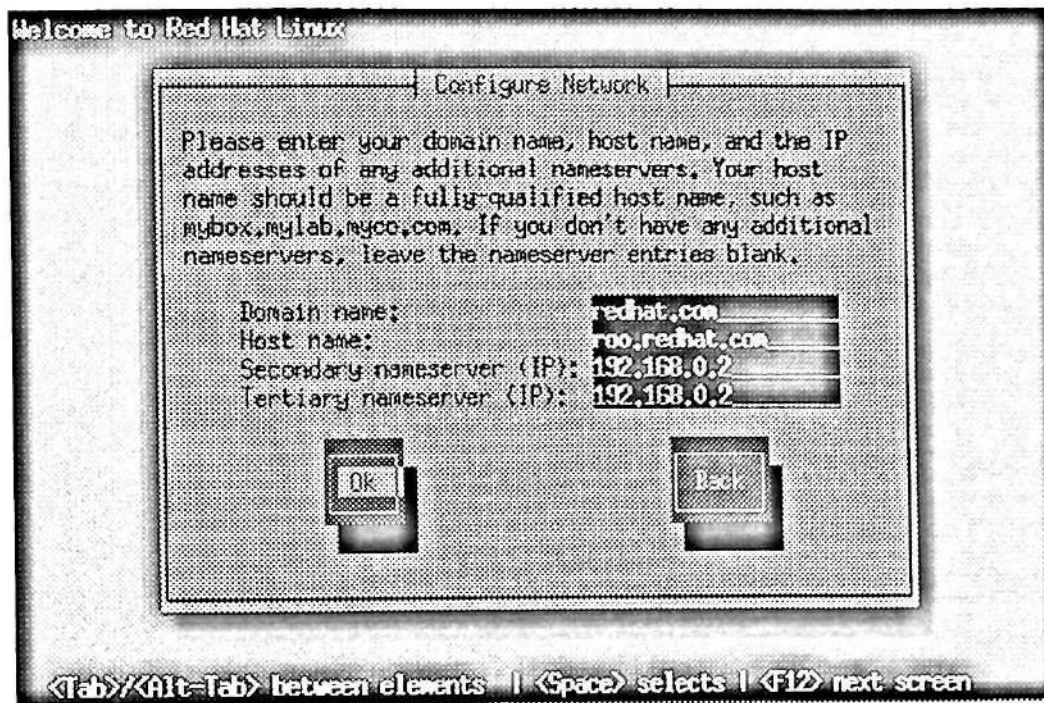 Welcome to Red Hat Linux
Configure Network
Please enter your domain name, host name, and the IP
addresses of any additional nameservers. Your host
name should be a fully-qualified host name, such as
mybox.mylab.myco.com. If you don't have any additional
nameservers, leave the nameserver entries blank.
Domain name: redhat.com
Host name: roo.redhat.com
Secondary nameserver (IP): 192.168.0.2
Tertiary nameserver (IP): 192.168.0.2
Ok Back
<Tab>/<Alt-Tab> between elements | <Space> selects | <F12> next screen